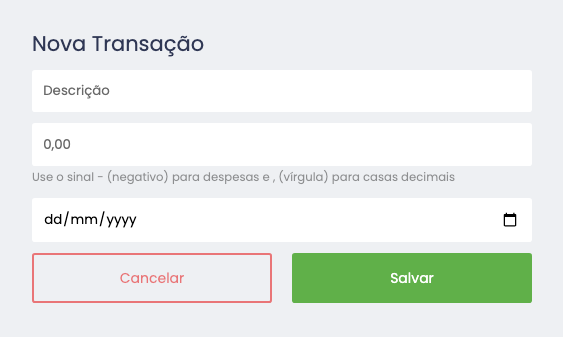 Nova Transação
Descrição
0,00
Use o sinal - (negativo) para despesas e , (vírgula) para casas decimais
dd/mm/yyyy
Cancelar
Salvar